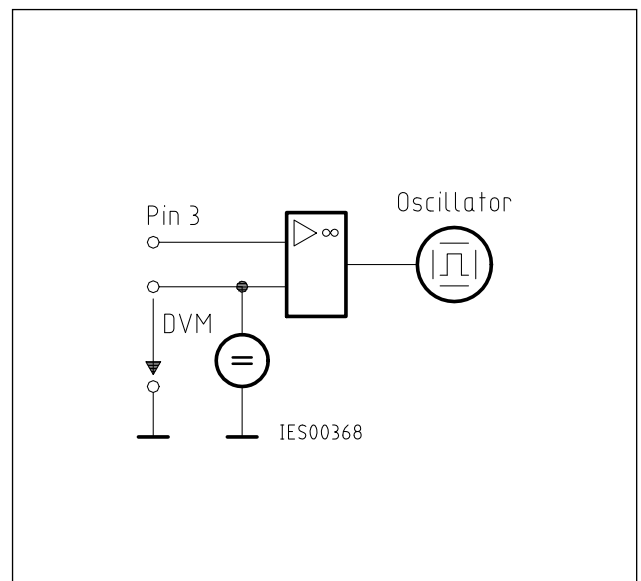 Oscillator
Pin 3
∞
DVM
=
IES00368